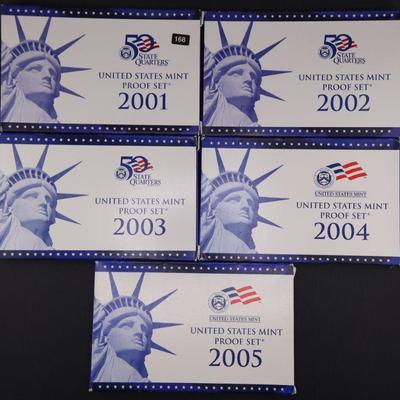 50
STATE
QUARTERS
168
UNITED STATES MINT
PROOF SET®
2001
50
STATE
QUARTERS
UNITED STATES MINT
PROOF SET®
2002
50
STATE
QUARTERS
UNITED STATES MINT
PROOF SET®
2003
UNITED STATES MINT
UNITED STATES MINT
PROOF SET®
2004
UNITED STATES MINT
UNITED STATES MINT
PROOF SET®
2005